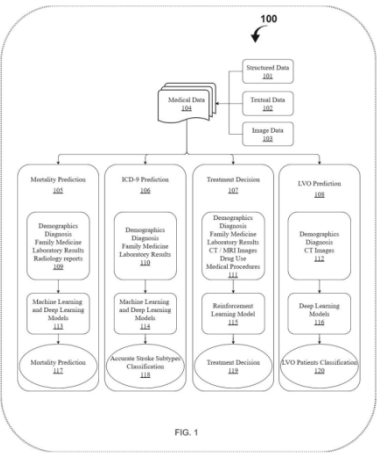 100
Structured Data
101
Medical Data
104
Textual Data
102
Image Data
103
Mortality Prediction
105
ICD-9 Prediction
106
Treatment Decision
107
LVO Prediction
108
Demographics
Diagnosis
Family Medicine
Laboratory Results
Radiology reports
109
Demographics
Diagnosis
Family Medicine
Laboratory Results
110
Demographics
Diagnosis
Family Medicine
Laboratory Results
CT / MRI Images
Drug Use
Medical Procedures
111
Demographics
Diagnosis
CT Images
112
Machine Learning
and Deep Learning
Models
113
Machine Learning
and Deep Learning
Models
114
Reinforcement
Learning Model
115
Deep Learning
Models
116
Mortality Prediction
117
Accurate Stroke Subtypes
Classification
118
Treatment Decision
119
LVO Patients Classification
120
FIG. 1